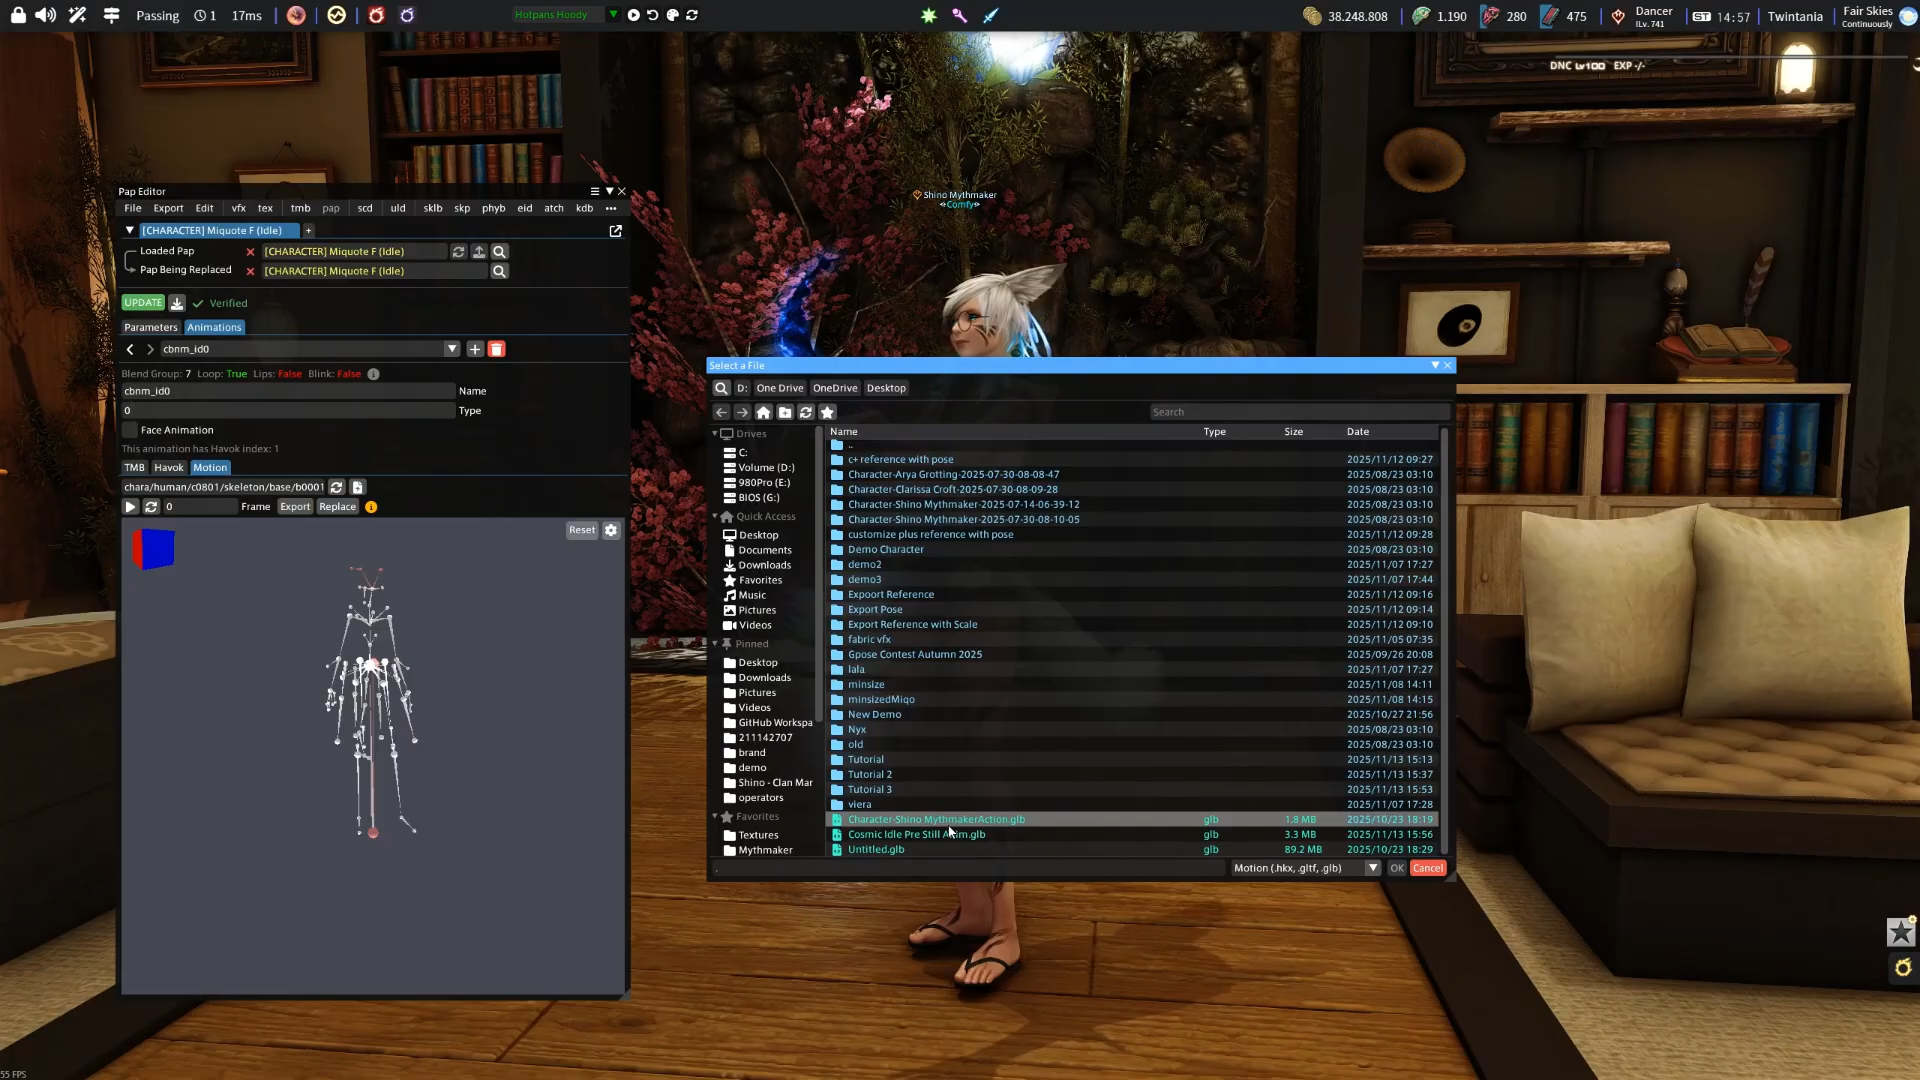 Passing 1 17ms Hotpans Hoody 38.248.808 1.190 280 475 Dancer ILv. 741 ST 14:57 Twintania Fair Skies Continuously
DNC Lv100 EXP -/-
Shino Mythmaker
«Comfy»
Pap Editor
File Export Edit vfx tex tmb pap scd uld sklb skp phyb eid atch kdb
[CHARACTER] Miquote F (Idle) +
Loaded Pap [CHARACTER] Miquote F (Idle)
Pap Being Replaced [CHARACTER] Miquote F (Idle)
UPDATE Verified
Parameters Animations
cbnm_id0
Blend Group: 7 Loop: True Lips: False Blink: False
cbnm_id0 Name
0 Type
Face Animation
This animation has Havok index: 1
TMB Havok Motion
chara/human/c0801/skeleton/base/b0001
0 Frame Export Replace
Reset
Select a File
D: One Drive OneDrive Desktop
Search
Drives
C:
Volume (D:)
980Pro (E:)
BIOS (G:)
Quick Access
Desktop
Documents
Downloads
Favorites
Music
Pictures
Videos
Pinned
Desktop
Downloads
Pictures
Videos
GitHub Workspa
211142707
brand
demo
Shino - Clan Mar
operators
Favorites
Textures
Mythmaker
Name Type Size Date
..
c+ reference with pose 2025/11/12 09:27
Character-Arya Grotting-2025-07-30-08-08-47 2025/08/23 03:10
Character-Clarissa Croft-2025-07-30-08-09-28 2025/08/23 03:10
Character-Shino Mythmaker-2025-07-14-06-39-12 2025/08/23 03:10
Character-Shino Mythmaker-2025-07-30-08-10-05 2025/08/23 03:10
customize plus reference with pose 2025/11/12 09:28
Demo Character 2025/08/23 03:10
demo2 2025/11/07 17:27
demo3 2025/11/07 17:44
Expoort Reference 2025/11/12 09:16
Export Pose 2025/11/12 09:14
Export Reference with Scale 2025/11/12 09:10
fabric vfx 2025/11/05 07:35
Gpose Contest Autumn 2025 2025/09/26 20:08
lala 2025/11/07 17:27
minsize 2025/11/08 14:11
minsizedMiqo 2025/11/08 14:15
New Demo 2025/10/27 21:56
Nyx 2025/08/23 03:10
old 2025/08/23 03:10
Tutorial 2025/11/13 15:13
Tutorial 2 2025/11/13 15:37
Tutorial 3 2025/11/13 15:53
viera 2025/11/07 17:28
Character-Shino MythmakerAction.glb glb 1.8 MB 2025/10/23 18:19
Cosmic Idle Pre Still Anim.glb glb 3.3 MB 2025/11/13 15:56
Untitled.glb glb 89.2 MB 2025/10/23 18:29
. Motion (.hkx, .gltf, .glb) OK Cancel
55 FPS